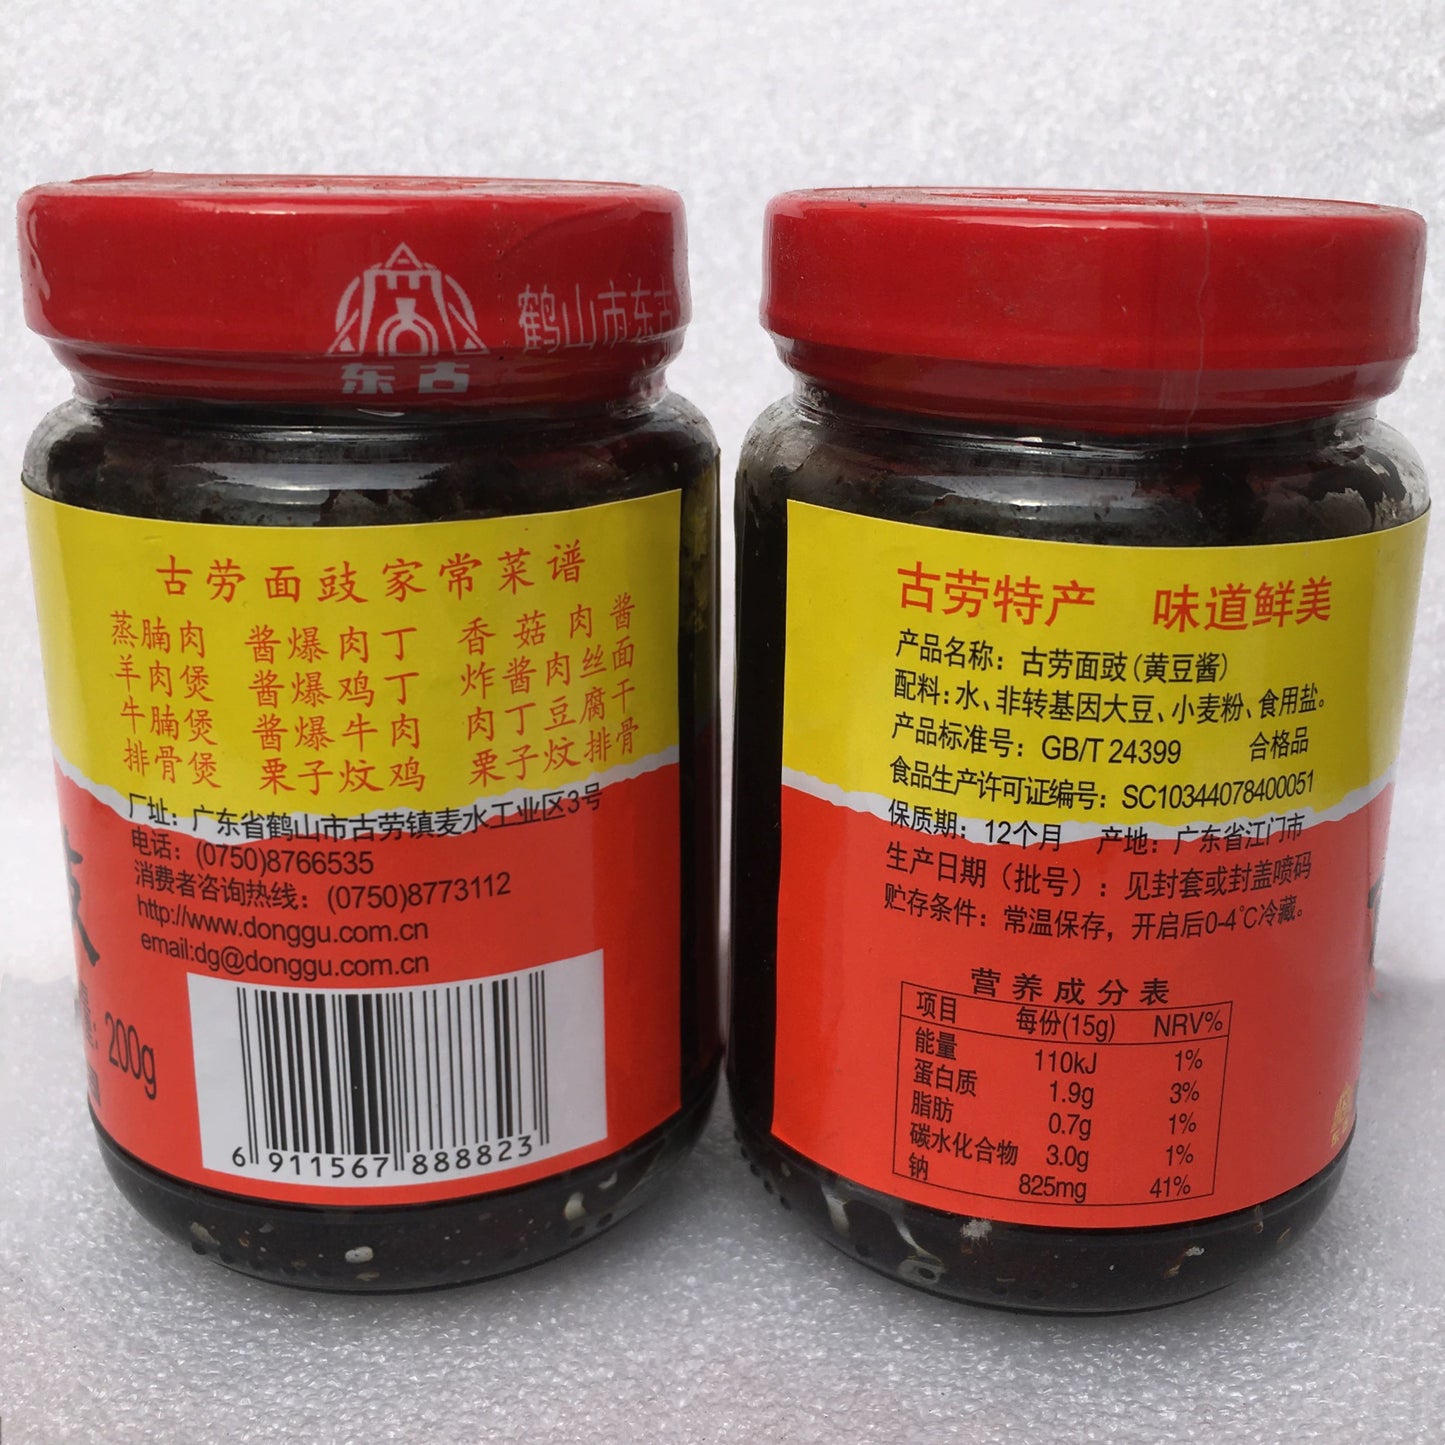 东古
鹤山市东古
古劳面豉家常菜谱
蒸腩肉 酱爆肉丁 香菇肉酱
羊肉煲 酱爆鸡丁 炸酱肉丝面
牛腩煲 酱爆牛肉 肉丁豆腐干
排骨煲 栗子炆鸡 栗子炆排骨
厂址：广东省鹤山市古劳镇麦水工业区3号
电话：(0750)8766535
消费者咨询热线：(0750)8773112
http://www.donggu.com.cn
email:dg@donggu.com.cn
200g
6 911567 888823
古劳特产 味道鲜美
产品名称：古劳面豉(黄豆酱)
配料：水、非转基因大豆、小麦粉、食用盐。
产品标准号：GB/T 24399 合格品
食品生产许可证编号：SC10344078400051
保质期：12个月 产地：广东省江门市
生产日期（批号）：见封套或封盖喷码
贮存条件：常温保存，开启后0-4℃冷藏。
营养成分表
项目 每份(15g) NRV%
能量 110kJ 1%
蛋白质 1.9g 3%
脂肪 0.7g 1%
碳水化合物 3.0g 1%
钠 825mg 41%